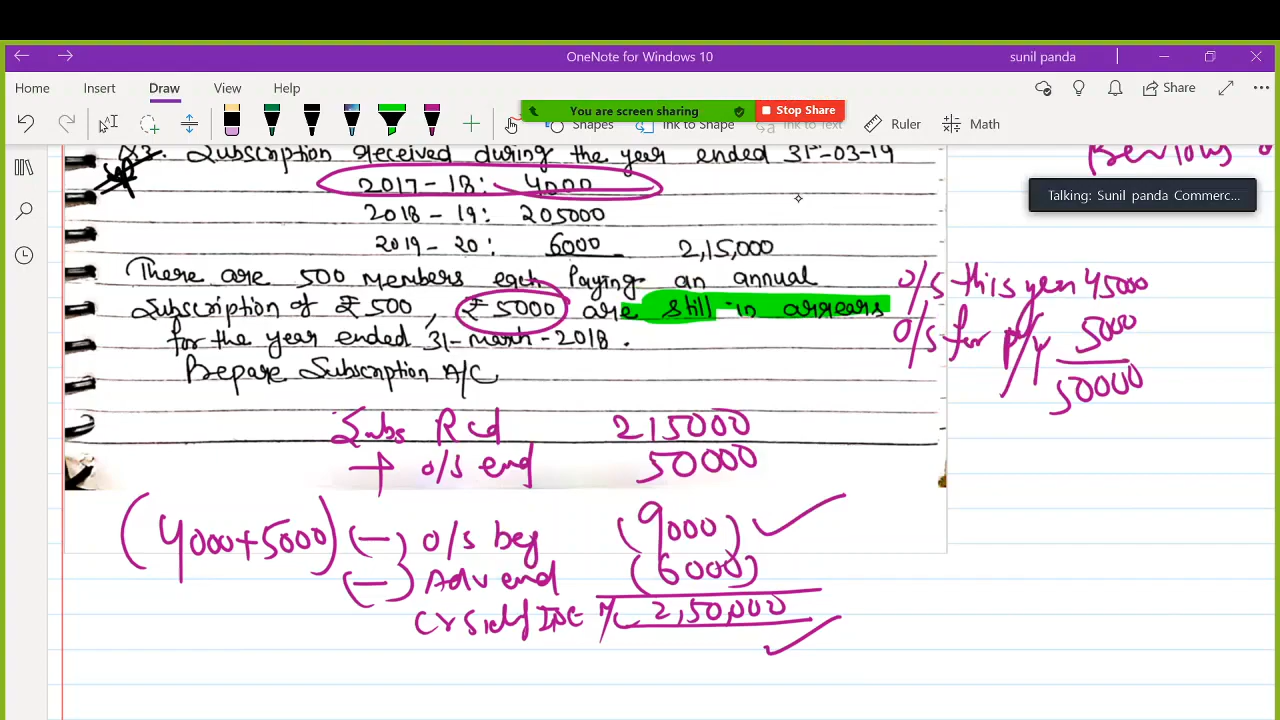 OneNote for Windows 10
sunil panda
Home Insert Draw View Help
You are screen sharing
Stop Share
Share
Shapes
Ink to Shape
Ink to Text
Ruler
Math
Q3. Subscription received during the year ended 31st-03-19
2017-18: 4000
2018-19: 205000
2019-20: 6000 2,15,000
There are 500 members each Paying an annual
Subscription of ₹ 500, ₹ 5000 are still in arrears
for the year ended 31-march-2018.
Prepare Subscription A/C
Talking: Sunil panda Commerc...
O/S this year 45000
O/S for P/Y 5000
50000
Subs Rcd 215000
+ O/S end 50000
(4000+5000) (-) O/S beg (9000)
(-) Adv end (6000)
Cr side of I&E A/C 2,50,000